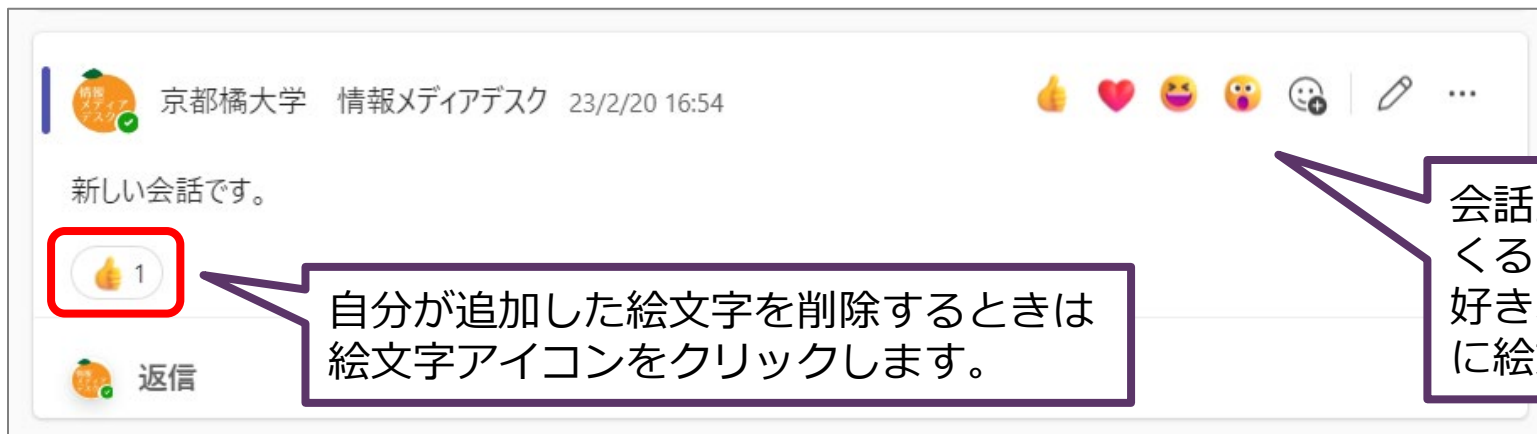 京都橘大学 情報メディアデスク 23/2/20 16:54
新しい会話です。
1
自分が追加した絵文字を削除するときは
絵文字アイコンをクリックします。
会話
くる
好き
に絵
返信